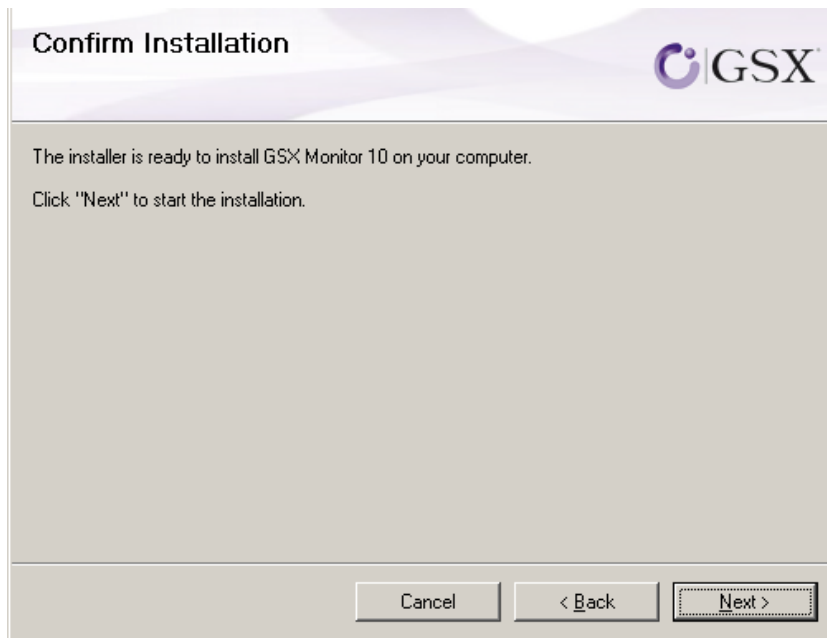 Confirm Installation
GSX
The installer is ready to install GSX Monitor 10 on your computer.
Click "Next" to start the installation.
Cancel
< Back
Next >